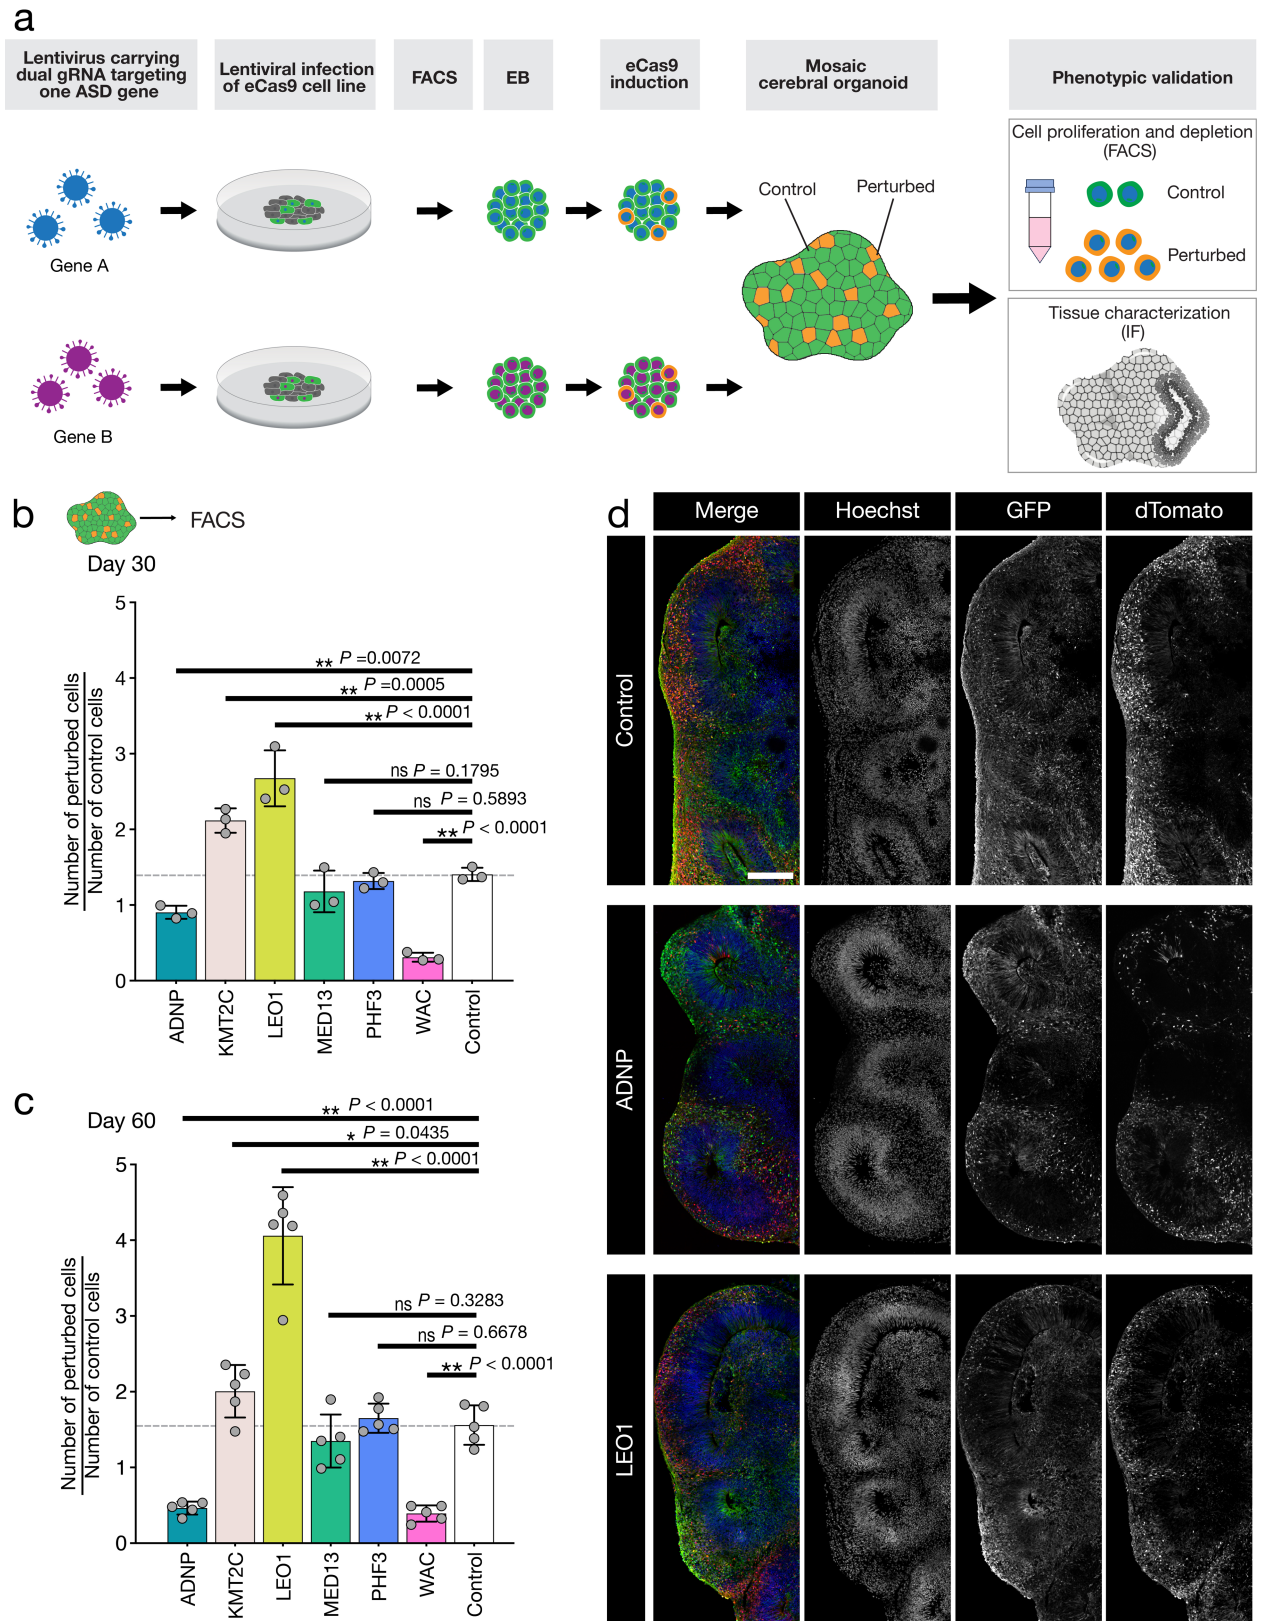 a
Lentivirus carrying
dual gRNA targeting
one ASD gene
Lentiviral infection
of eCas9 cell line
FACS
EB
eCas9
induction
Mosaic
cerebral organoid
Phenotypic validation
Cell proliferation and depletion
(FACS)
Control
Perturbed
Control
Perturbed
Gene A
Tissue characterization
(IF)
Gene B
b
FACS
Day 30
5
4
3
2
1
0
Number of perturbed cells
Number of control cells
** P =0.0072
** P =0.0005
** P < 0.0001
ns P = 0.1795
ns P = 0.5893
** P < 0.0001
ADNP
KMT2C
LEO1
MED13
PHF3
WAC
Control
c
Day 60
5
4
3
2
1
0
Number of perturbed cells
Number of control cells
** P < 0.0001
* P = 0.0435
** P < 0.0001
ns P = 0.3283
ns P = 0.6678
** P < 0.0001
ADNP
KMT2C
LEO1
MED13
PHF3
WAC
Control
d
Merge
Hoechst
GFP
dTomato
Control
ADNP
LEO1